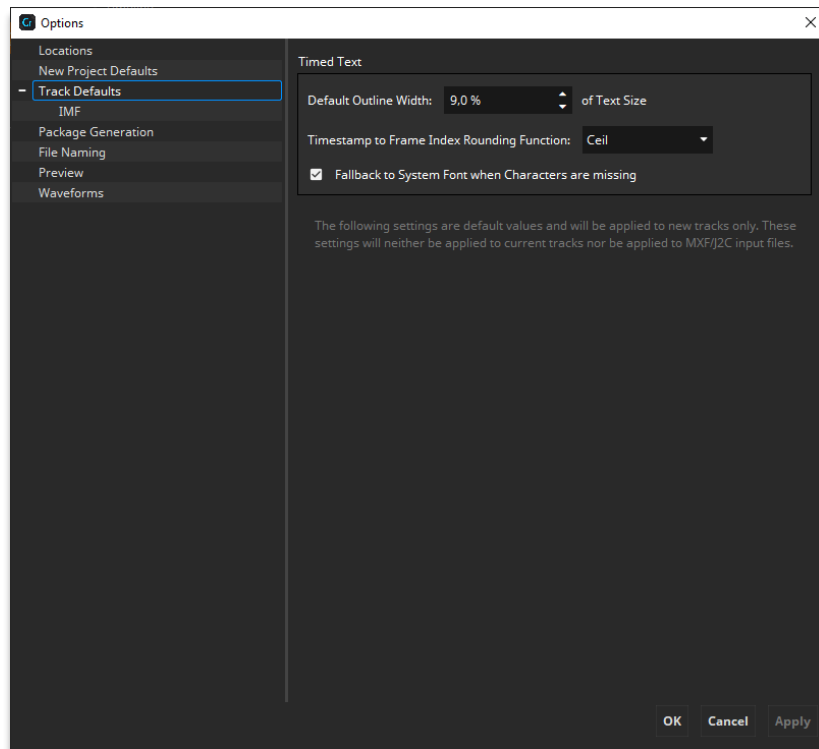 Cr Options
Locations
New Project Defaults
Track Defaults
IMF
Package Generation
File Naming
Preview
Waveforms
Timed Text
Default Outline Width: 9,0 % of Text Size
Timestamp to Frame Index Rounding Function: Ceil
Fallback to System Font when Characters are missing
The following settings are default values and will be applied to new tracks only. These
settings will neither be applied to current tracks nor be applied to MXF/J2C input files.
OK Cancel Apply